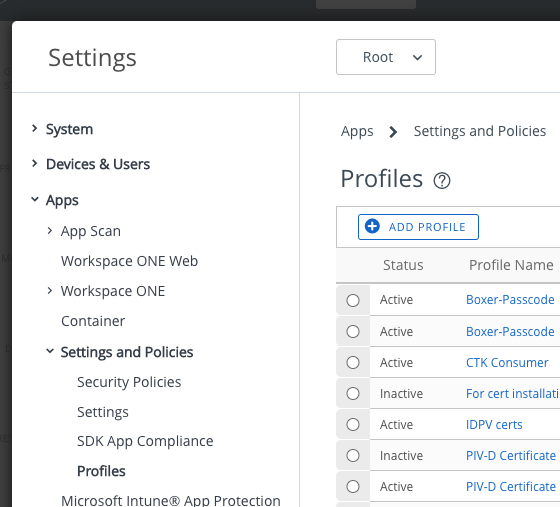 Settings
Root
System
Devices & Users
Apps
App Scan
Workspace ONE Web
Workspace ONE
Container
Settings and Policies
Security Policies
Settings
SDK App Compliance
Profiles
Microsoft Intune® App Protection
Apps > Settings and Policies
Profiles ?
ADD PROFILE
Status Profile Name
Active Boxer-Passcode
Active Boxer-Passcode
Active CTK Consumer
Inactive For cert installati
Active IDPV certs
Inactive PIV-D Certificate
Active PIV-D Certificate